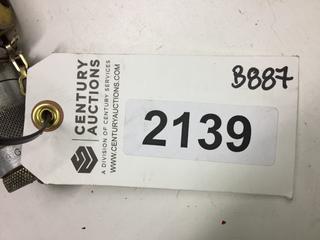 CENTURY
AUCTIONS
A DIVISION OF CENTURY SERVICES
WWW.CENTURYAUCTIONS.COM
2139
B887